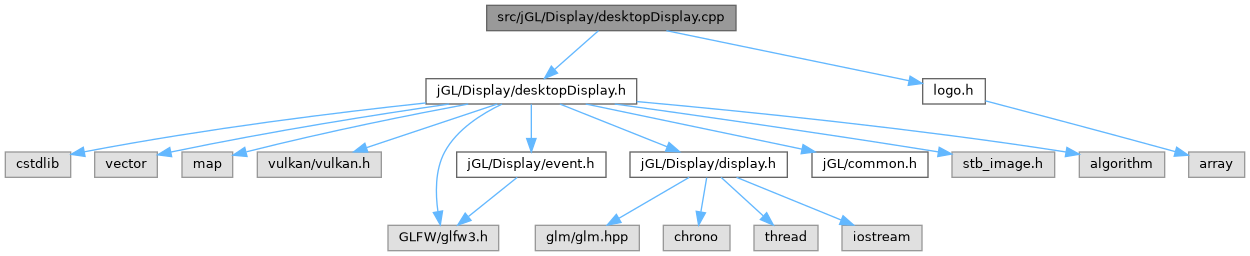 src/jGL/Display/desktopDisplay.cpp
jGL/Display/desktopDisplay.h
logo.h
cstdlib
vector
map
vulkan/vulkan.h
jGL/Display/event.h
jGL/Display/display.h
jGL/common.h
stb_image.h
algorithm
array
GLFW/glfw3.h
glm/glm.hpp
chrono
thread
iostream